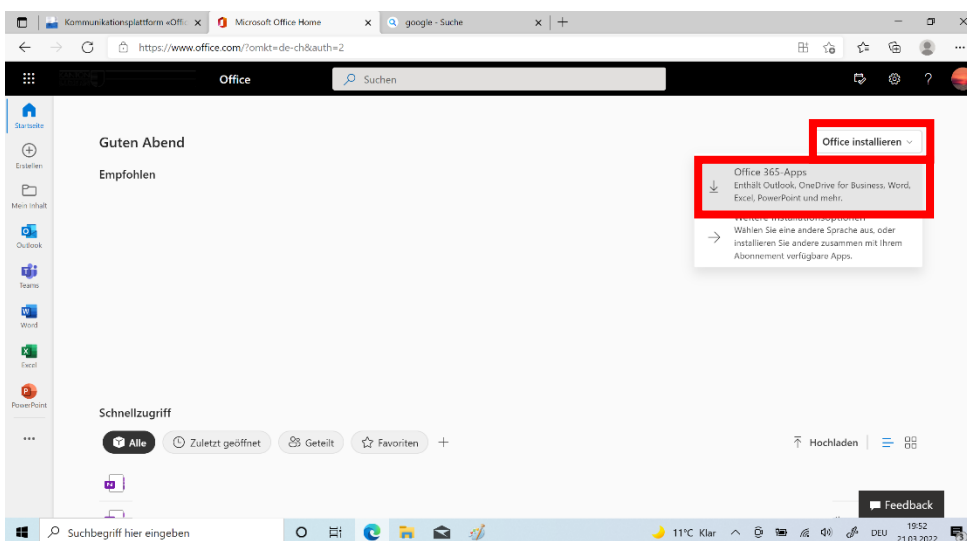 Kommunikationsplattform «Offic
Microsoft Office Home
google - Suche
https://www.office.com/?omkt=de-ch&auth=2
Office
Suchen
Startseite
Erstellen
Mein Inhalt
Outlook
Teams
Word
Excel
PowerPoint
Guten Abend
Office installieren
Empfohlen
Office 365-Apps
Enthält Outlook, OneDrive for Business, Word,
Excel, PowerPoint und mehr.
Weitere Installationsoptionen
Wählen Sie eine andere Sprache aus, oder
installieren Sie andere zusammen mit Ihrem
Abonnement verfügbare Apps.
Schnellzugriff
Alle
Zuletzt geöffnet
Geteilt
Favoriten
Hochladen
Feedback
Suchbegriff hier eingeben
11°C Klar
DEU
19:52
21.03.2022